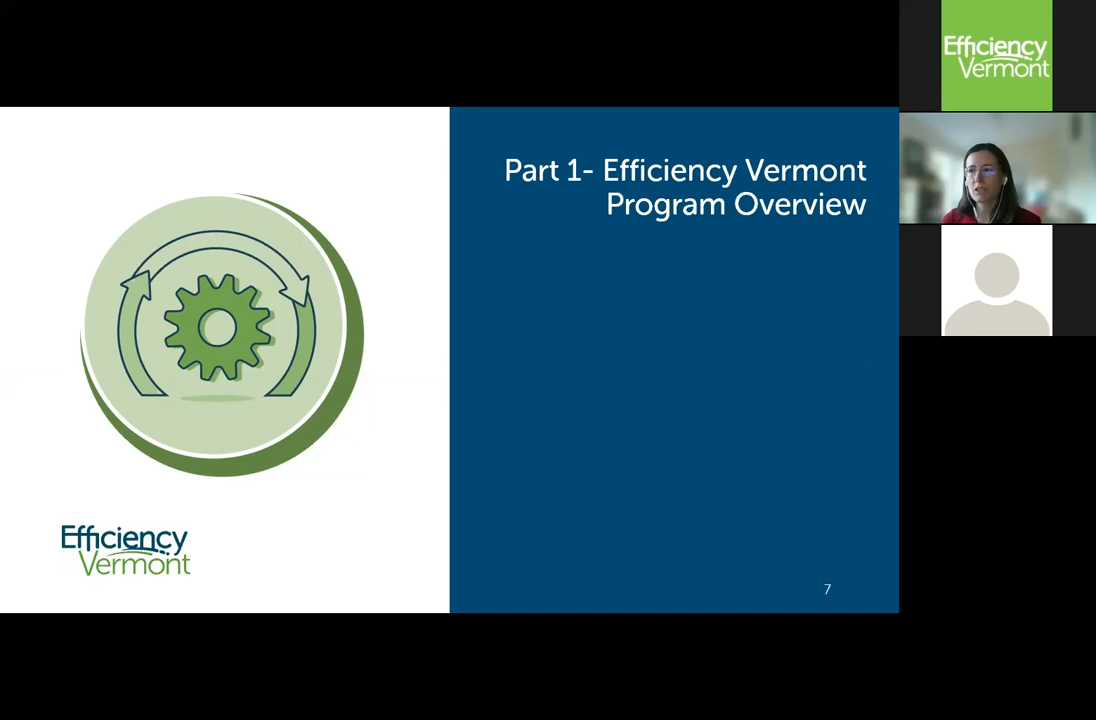 Efficiency
Vermont
Part 1- Efficiency Vermont
Program Overview
Efficiency
Vermont
7